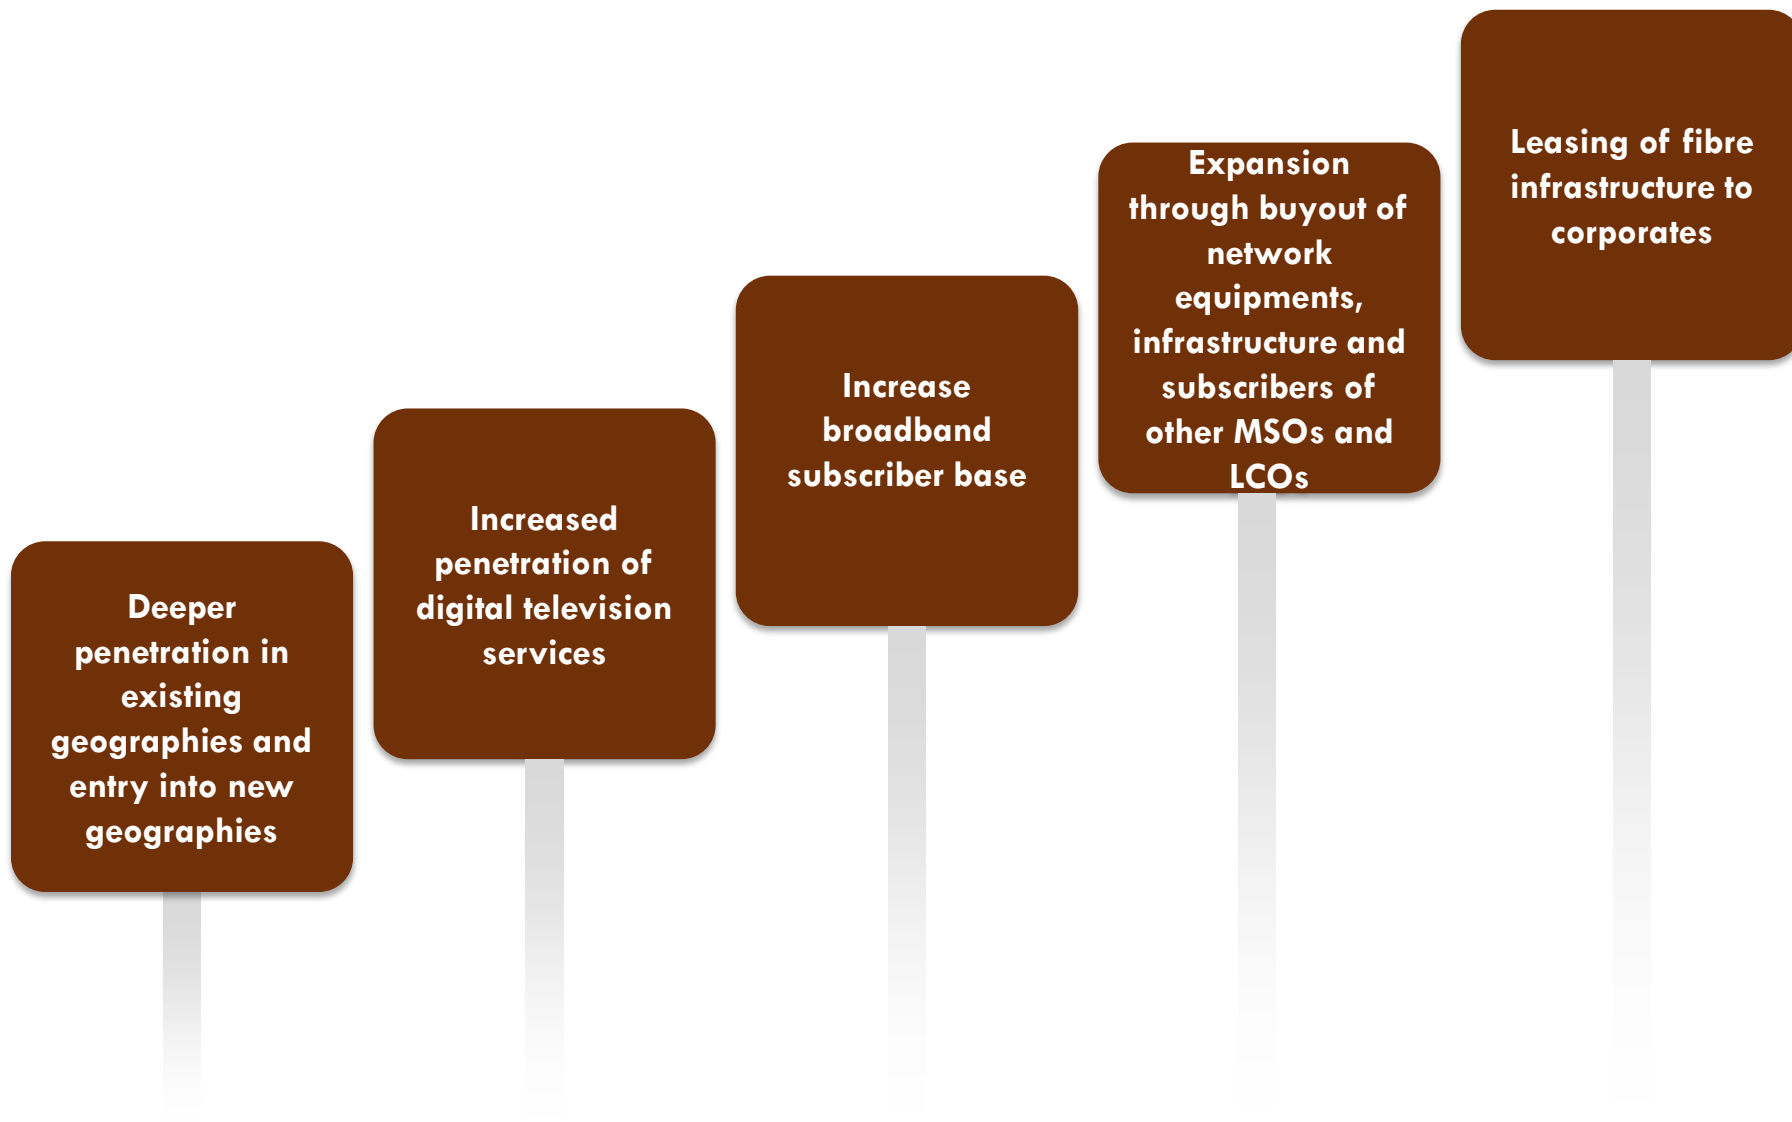 Deeper
penetration in
existing
geographies and
entry into new
geographies
Increased
penetration of
digital television
services
Increase
broadband
subscriber base
Expansion
through buyout of
network
equipments,
infrastructure and
subscribers of
other MSOs and
LCOs
Leasing of fibre
infrastructure to
corporates